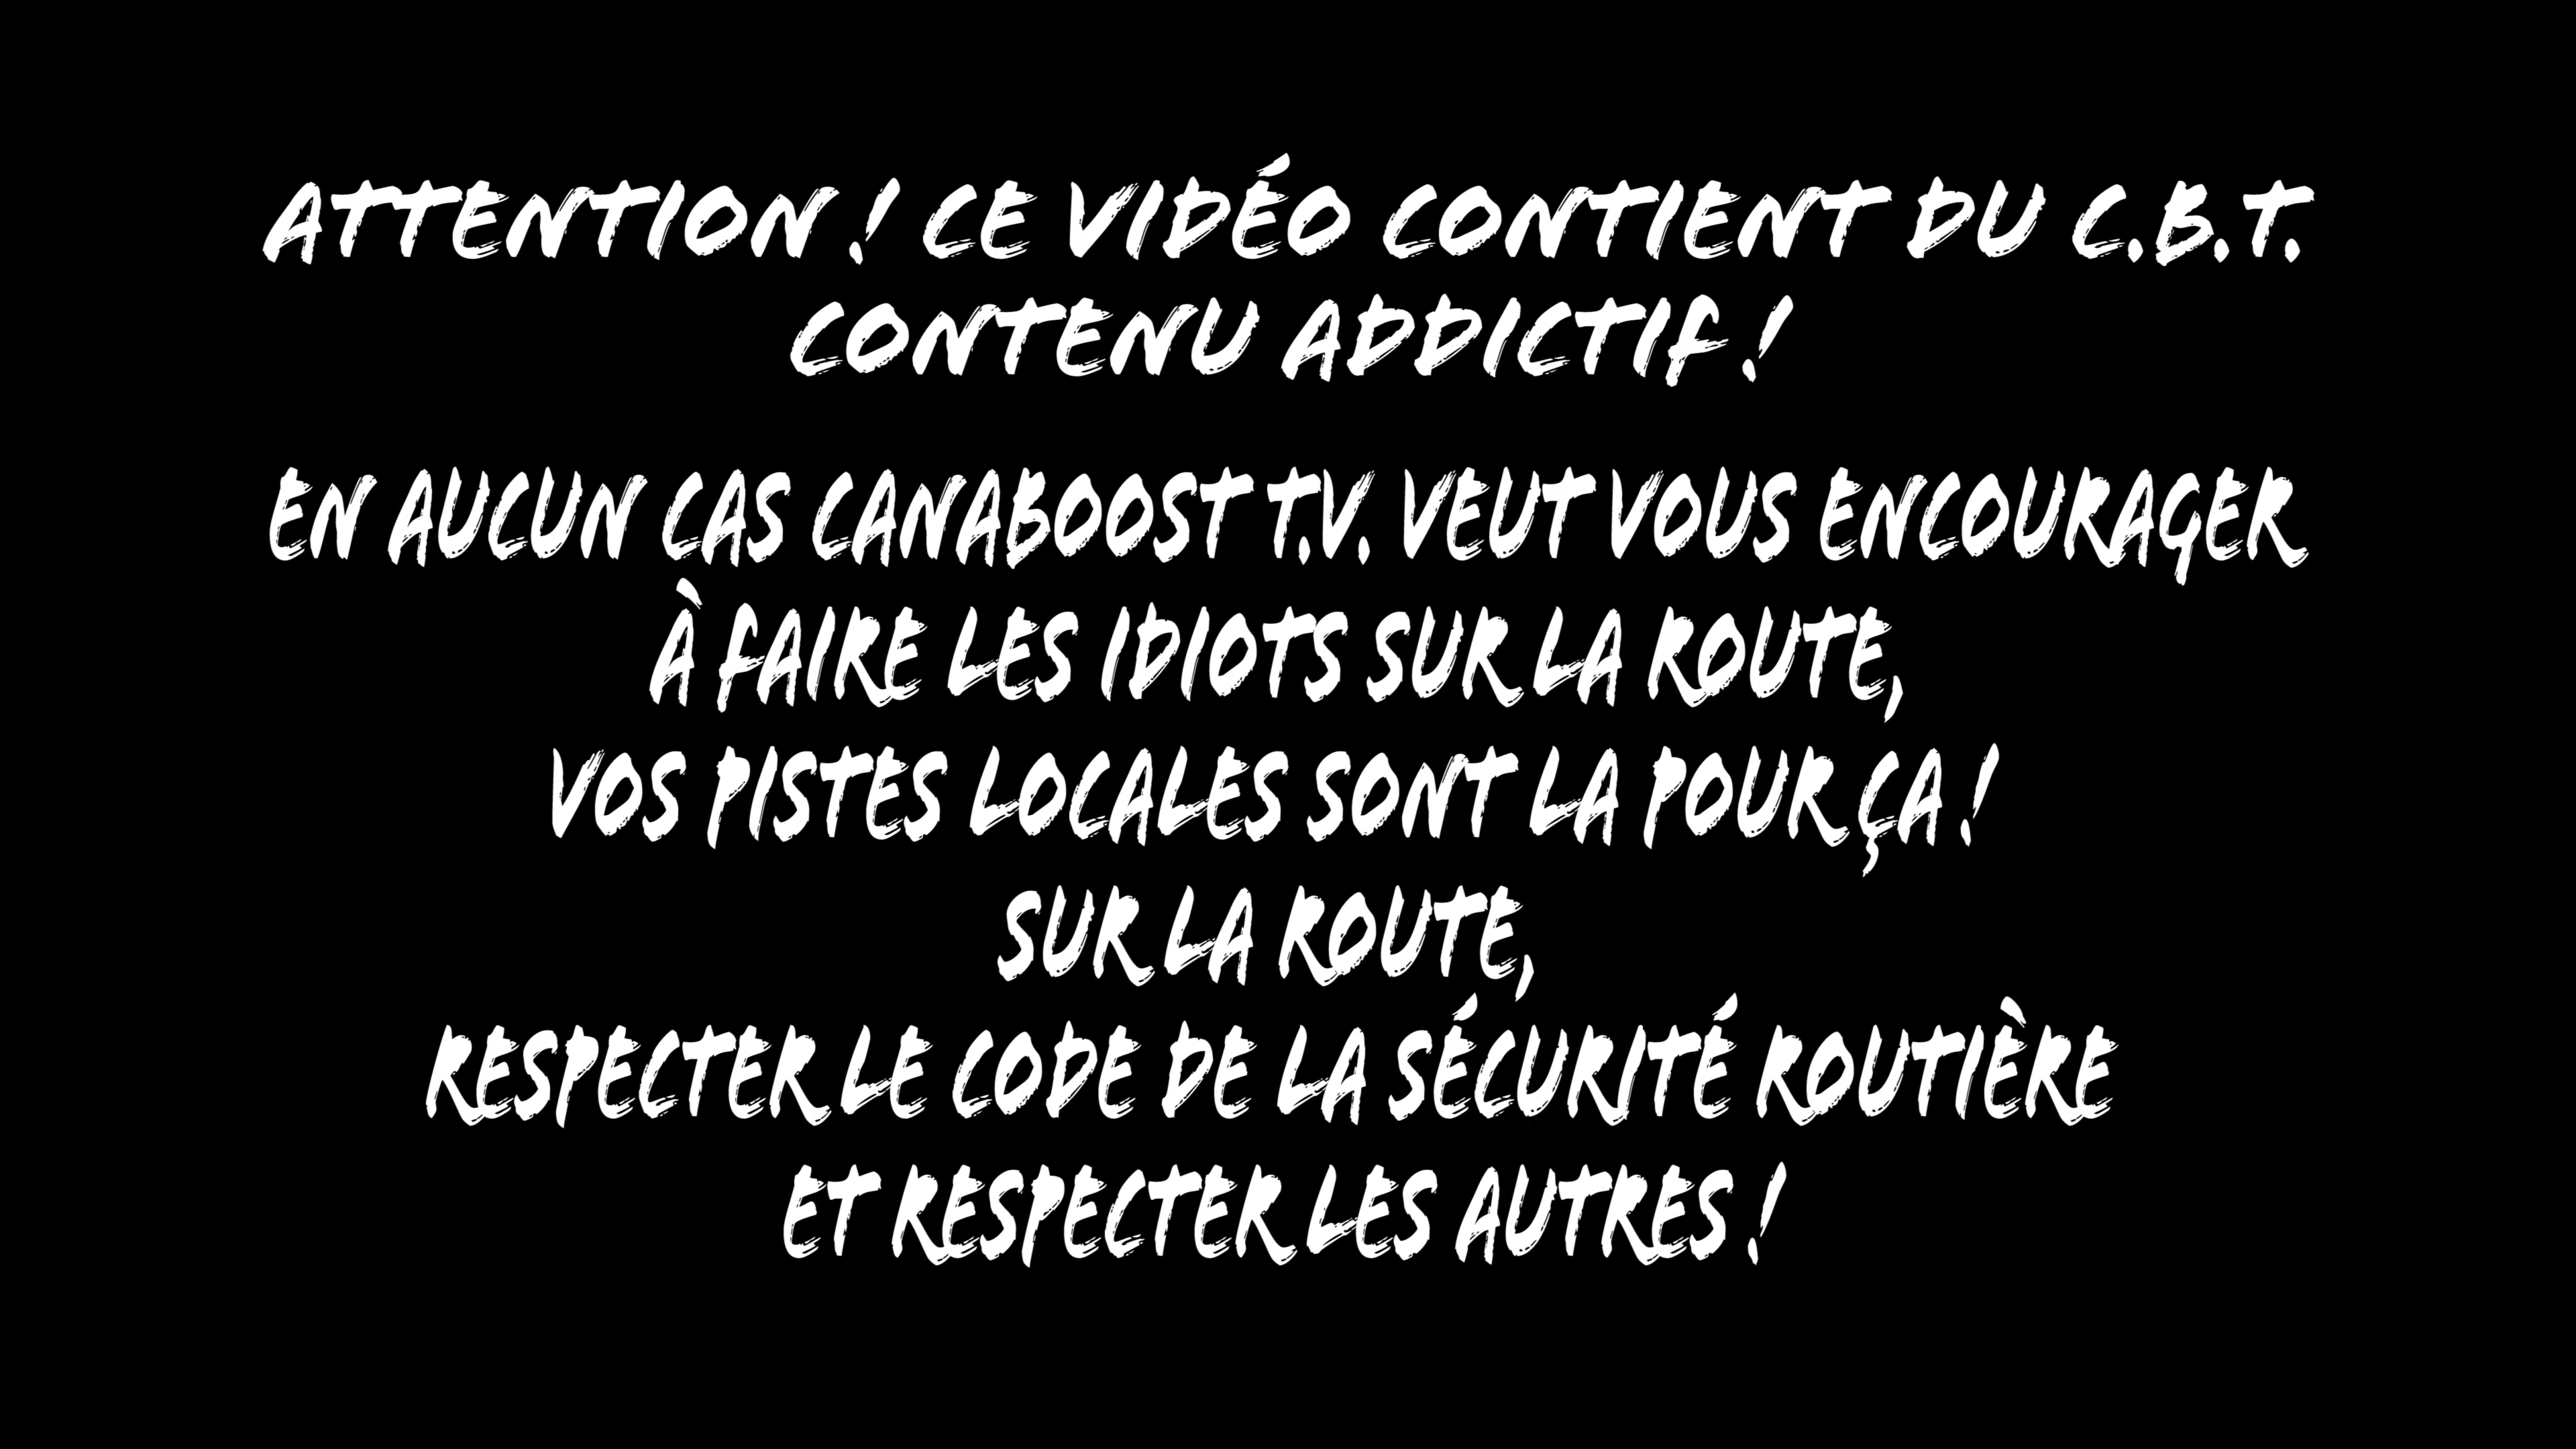 ATTENTION ! CE VIDÉO CONTIENT DU C.B.T.
CONTENU ADDICTIF !
EN AUCUN CAS CANABOOST T.V. VEUT VOUS ENCOURAGER
À FAIRE LES IDIOTS SUR LA ROUTE,
VOS PISTES LOCALES SONT LA POUR ÇA !
SUR LA ROUTE,
RESPECTER LE CODE DE LA SÉCURITÉ ROUTIÈRE
ET RESPECTER LES AUTRES !